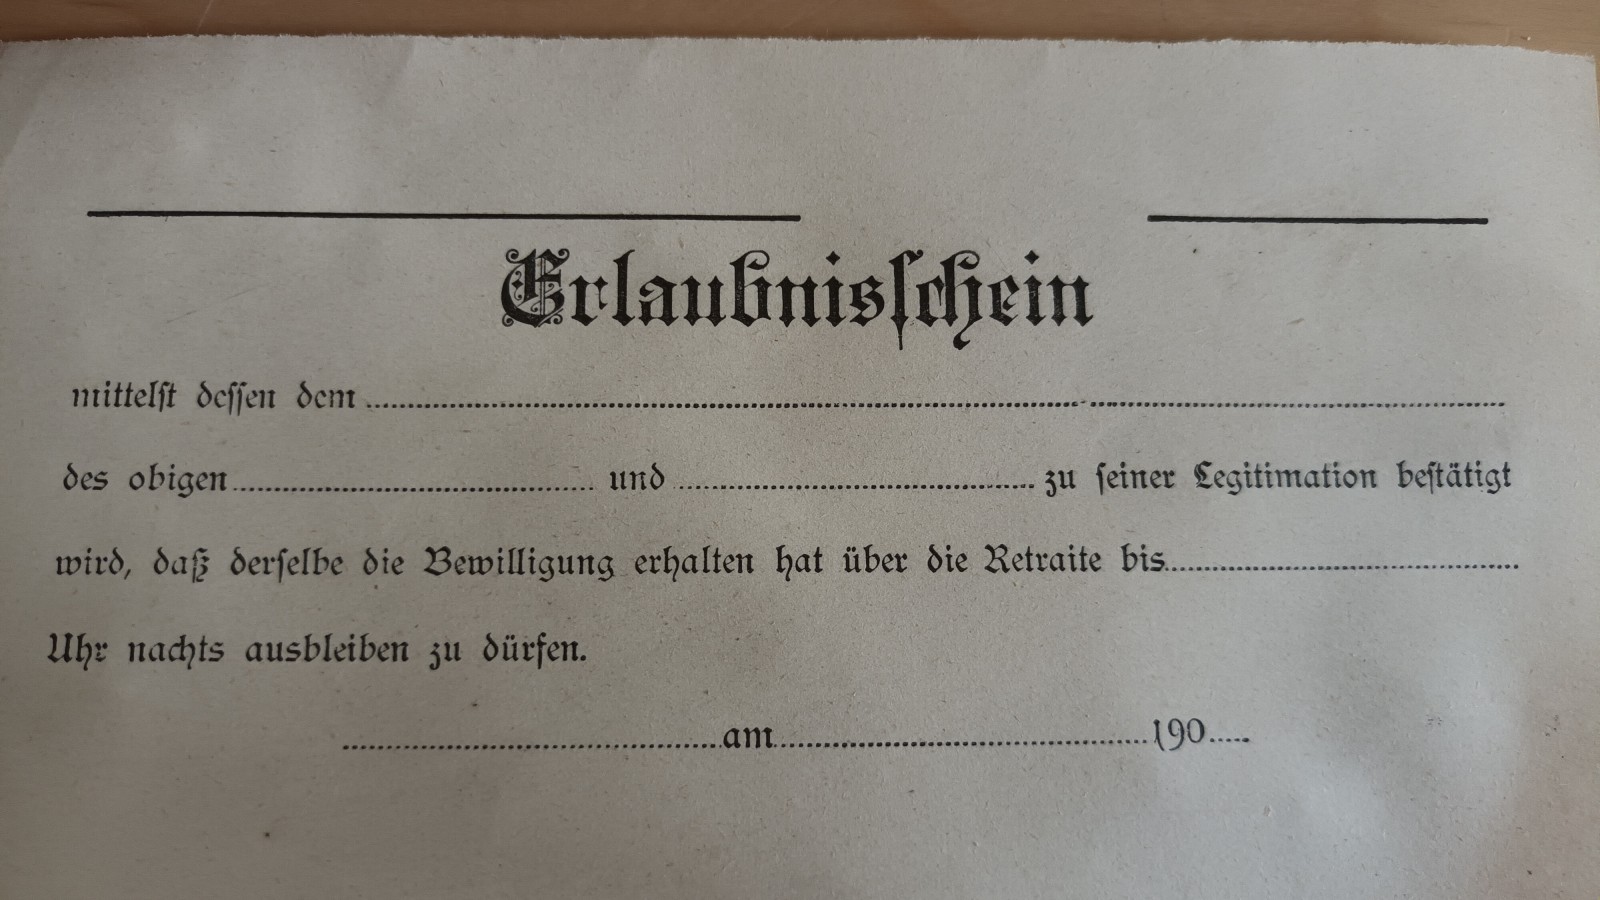 Erlaubnisschein
mittelst dessen dem
des obigen und zu seiner Legitimation bestätigt
wird, daß derselbe die Bewilligung erhalten hat über die Retraite bis
Uhr nachts ausbleiben zu dürfen.
am 190